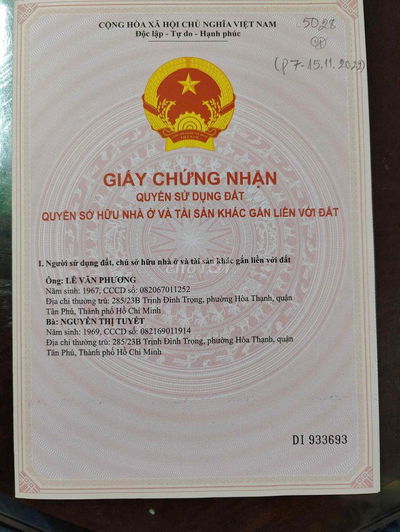 CỘNG HÒA XÃ HỘI CHỦ NGHĨA VIỆT NAM
Độc lập - Tự do - Hạnh phúc
50,28
(P7-15.11.2022)
GIẤY CHỨNG NHẬN
QUYỀN SỬ DỤNG ĐẤT
QUYỀN SỞ HỮU NHÀ Ở VÀ TÀI SẢN KHÁC GẮN LIỀN VỚI ĐẤT
I. Người sử dụng đất, chủ sở hữu nhà ở và tài sản khác gắn liền với đất
Ông: LÊ VĂN PHƯƠNG
Năm sinh: 1967, CCCD số: 082067011252
Địa chỉ thường trú: 285/23B Trịnh Đình Trọng, phường Hòa Thạnh, quận
Tân Phú, Thành phố Hồ Chí Minh
Bà: NGUYỄN THỊ TUYẾT
Năm sinh: 1969, CCCD số: 082169011914
Địa chỉ thường trú: 285/23B Trịnh Đình Trọng, phường Hòa Thạnh, quận
Tân Phú, Thành phố Hồ Chí Minh
DI 933693